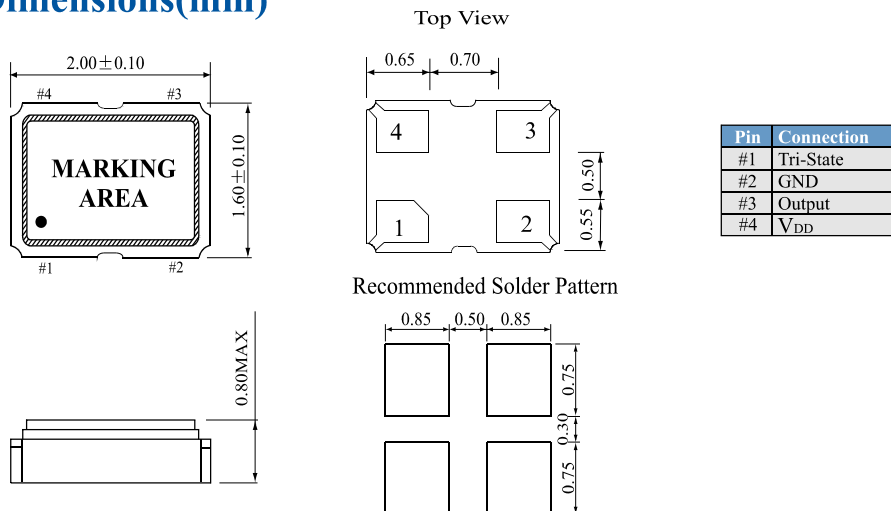 Top View
2.00±0.10
#4 #3
MARKING
AREA
1.60±0.10
#1 #2
0.65 0.70
4 3
1 2
0.50
0.55
Pin Connection
#1 Tri-State
#2 GND
#3 Output
#4 VDD
Recommended Solder Pattern
0.80MAX
0.85 0.50 0.85
0.75
0.30
0.75